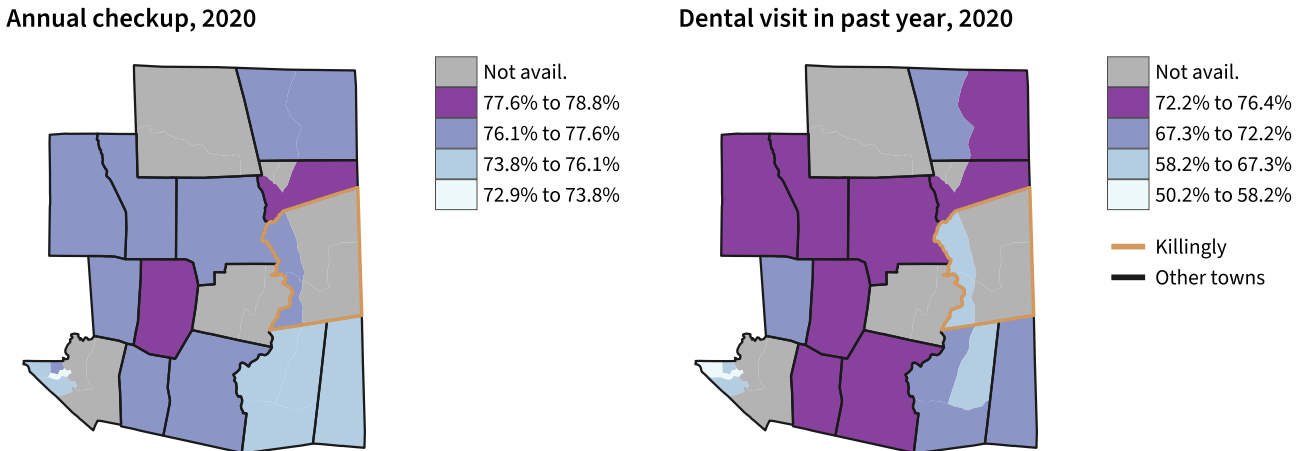 Annual checkup, 2020
Not avail.
77.6% to 78.8%
76.1% to 77.6%
73.8% to 76.1%
72.9% to 73.8%
Dental visit in past year, 2020
Not avail.
72.2% to 76.4%
67.3% to 72.2%
58.2% to 67.3%
50.2% to 58.2%
Killingly
Other towns